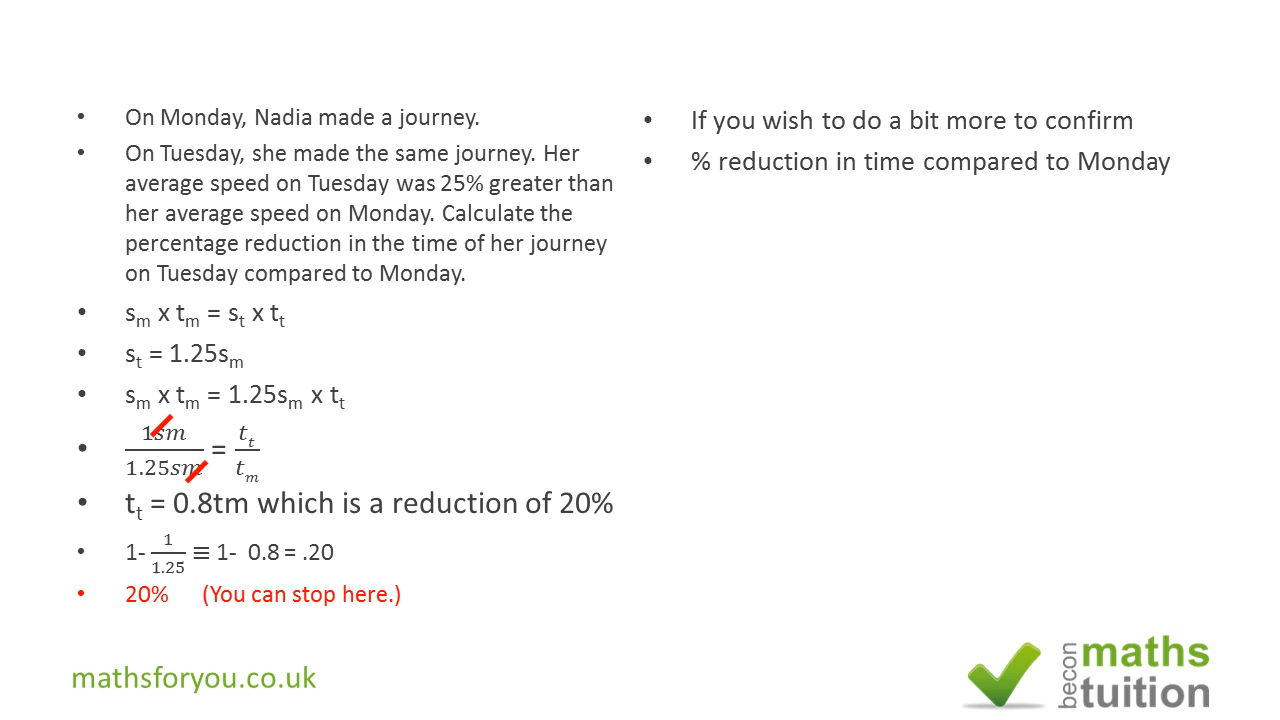 • On Monday, Nadia made a journey.
• On Tuesday, she made the same journey. Her
average speed on Tuesday was 25% greater than
her average speed on Monday. Calculate the
percentage reduction in the time of her journey
on Tuesday compared to Monday.
• sₘ x tₘ = sₜ x tₜ
• sₜ = 1.25sₘ
• sₘ x tₘ = 1.25sₘ x tₜ
• 1sm/1.25sm = tₜ/tₘ
• tₜ = 0.8tm which is a reduction of 20%
• 1- 1/1.25 ≡ 1- 0.8 = .20
• 20% (You can stop here.)
• If you wish to do a bit more to confirm
• % reduction in time compared to Monday
mathsforyou.co.uk
becon
maths
tuition